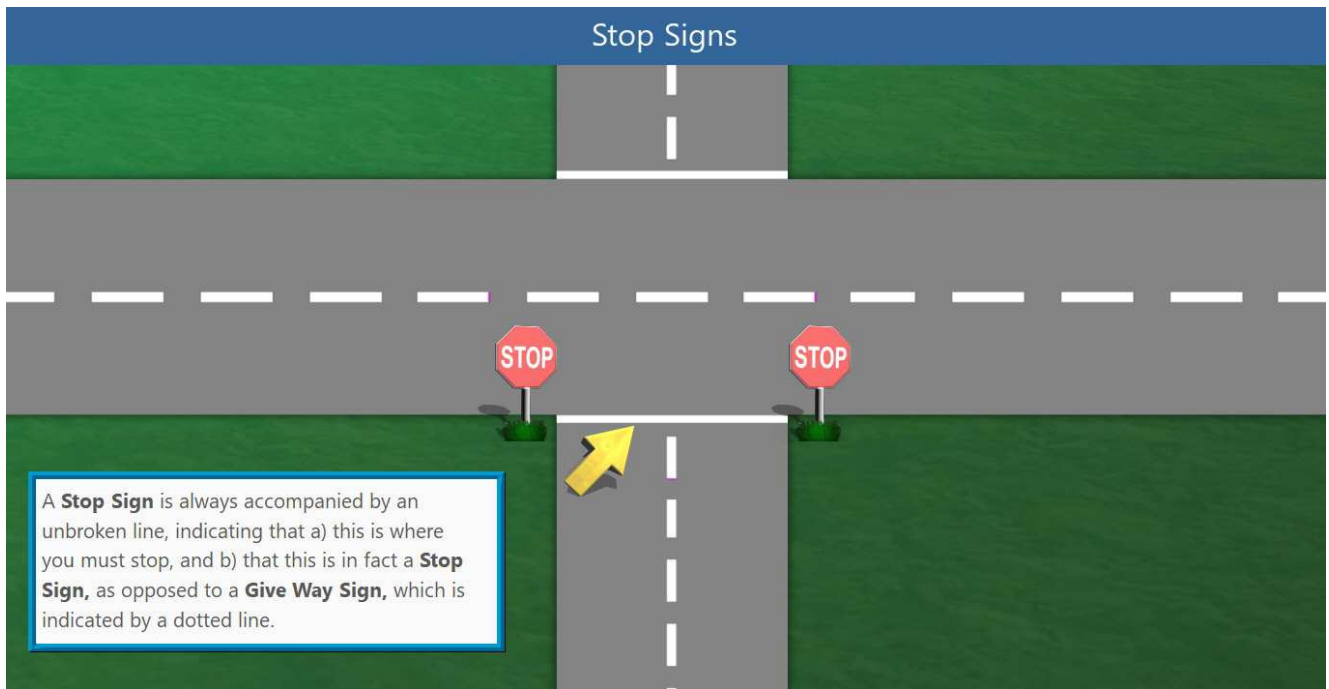 Stop Signs
STOP
STOP
A Stop Sign is always accompanied by an
unbroken line, indicating that a) this is where
you must stop, and b) that this is in fact a Stop
Sign, as opposed to a Give Way Sign, which is
indicated by a dotted line.